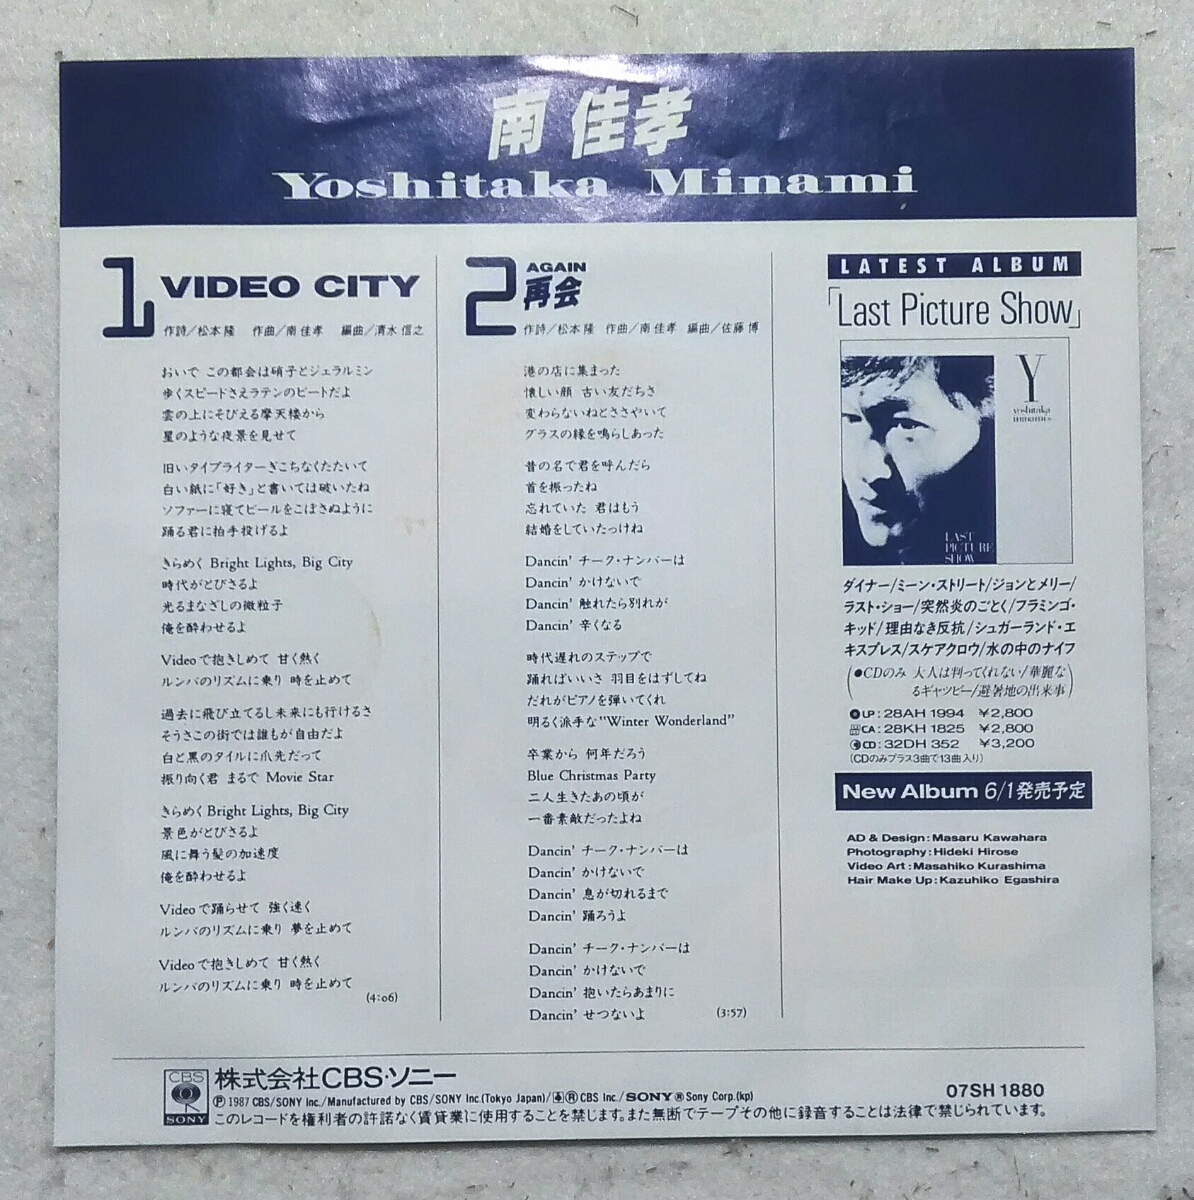 南 佳孝
Yoshitaka Minami
1 VIDEO CITY
作詩/松本 隆 作曲/南 佳孝 編曲/清水 信之
おいで この都会は硝子とジェラルミン
歩くスピードさえラテンのビートだよ
雲の上にそびえる摩天楼から
星のような夜景を見せて
旧いタイプライターぎこちなくたたいて
白い紙に「好き」と書いては破いたね
ソファーに寝てビールをこぼさぬように
踊る君に拍手投げるよ
きらめく Bright Lights, Big City
時代がとびさるよ
光るまなざしの微粒子
俺を酔わせるよ
Videoで抱きしめて 甘く熱く
ルンバのリズムに乗り 時を止めて
過去に飛び立てるし未来にも行けるさ
そうさこの街では誰もが自由だよ
白と黒のタイルに爪先だって
振り向く君 まるで Movie Star
きらめく Bright Lights, Big City
景色がとびさるよ
風に舞う髪の加速度
俺を酔わせるよ
Videoで踊らせて 強く速く
ルンバのリズムに乗り 夢を止めて
Videoで抱きしめて 甘く熱く
ルンバのリズムに乗り 時を止めて
(4:06)
2 AGAIN
再会
作詩/松本 隆 作曲/南 佳孝 編曲/佐藤 博
港の店に集まった
懐しい顔 古い友だちさ
変わらないねとささやいて
グラスの縁を鳴らしあった
昔の名で君を呼んだら
首を振ったね
忘れていた 君はもう
結婚をしていたっけね
Dancin' チーク・ナンバーは
Dancin' かけないで
Dancin' 触れたら別れが
Dancin' 辛くなる
時代遅れのステップで
踊ればいいさ 羽目をはずしてね
だれがピアノを弾いてくれ
明るく派手な"Winter Wonderland"
卒業から 何年だろう
Blue Christmas Party
二人生きたあの頃が
一番素敵だったよね
Dancin' チーク・ナンバーは
Dancin' かけないで
Dancin' 息が切れるまで
Dancin' 踊ろうよ
Dancin' チーク・ナンバーは
Dancin' かけないで
Dancin' 抱いたらあまりに
Dancin' せつないよ
(3:57)
LATEST ALBUM
「Last Picture Show」
Y
yoshitaka
minami's
LAST
PICTURE
SHOW
ダイナー/ミーン・ストリート/ジョンとメリー/
ラスト・ショー/突然炎のごとく/フラミンゴ・
キッド/理由なき反抗/シュガーランド・エ
キスプレス/スケアクロウ/水の中のナイフ
(●CDのみ 大人は判ってくれない/華麗な
るギャツビー/避暑地の出来事)
LP:28AH 1994 ¥2,800
CA:28KH 1825 ¥2,800
CD:32DH 352 ¥3,200
(CDのみプラス3曲で13曲入り)
New Album 6/1発売予定
AD & Design:Masaru Kawahara
Photography:Hideki Hirose
Video Art:Masahiko Kurashima
Hair Make Up:Kazuhiko Egashira
CBS
SONY
株式会社CBS・ソニー
℗ 1987 CBS/SONY Inc./Manufactured by CBS/SONY Inc.(Tokyo Japan)/®CBS Inc./SONY® Sony Corp.(kp)
07SH 1880
このレコードを権利者の許諾なく賃貸業に使用することを禁じます。また無断でテープその他に録音することは法律で禁じられています。